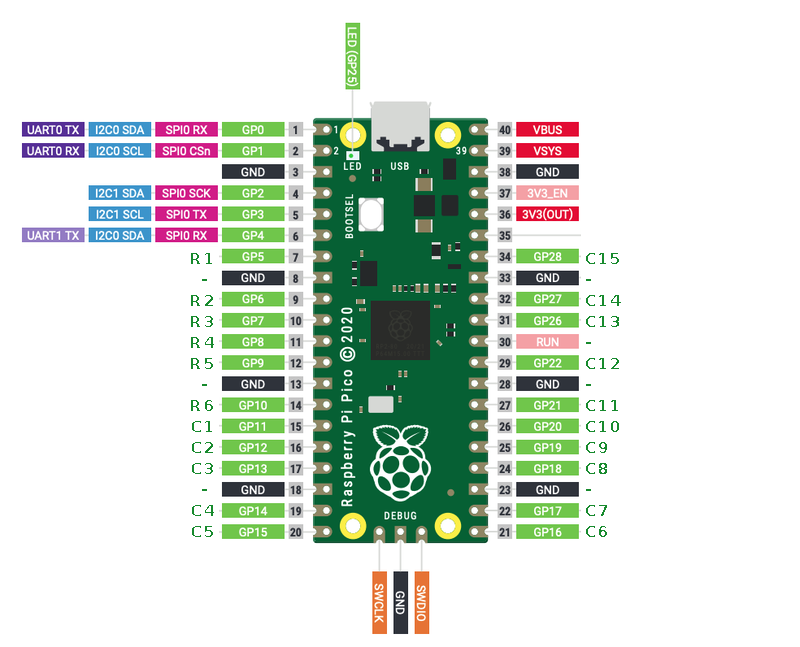 LED (GP25)
UART0 TX I2C0 SDA SPI0 RX GP0 1 1 40 VBUS
UART0 RX I2C0 SCL SPI0 CSn GP1 2 2 39 39 VSYS
LED USB
GND 3 38 GND
I2C1 SDA SPI0 SCK GP2 4 37 3V3_EN
BOOTSEL
I2C1 SCL SPI0 TX GP3 5 36 3V3(OUT)
UART1 TX I2C0 SDA SPI0 RX GP4 6 35
R1 GP5 7 34 GP28 C15
- GND 8 33 GND -
R2 GP6 9 32 GP27 C14
R3 GP7 10 31 GP26 C13
R4 GP8 11 30 RUN -
R5 GP9 12 29 GP22 C12
- GND 13 28 GND -
R6 GP10 14 27 GP21 C11
C1 GP11 15 26 GP20 C10
C2 GP12 16 25 GP19 C9
C3 GP13 17 24 GP18 C8
- GND 18 23 GND -
C4 GP14 19 22 GP17 C7
C5 GP15 20 21 GP16 C6
Raspberry Pi Pico © 2020
DEBUG
SWCLK GND SWDIO